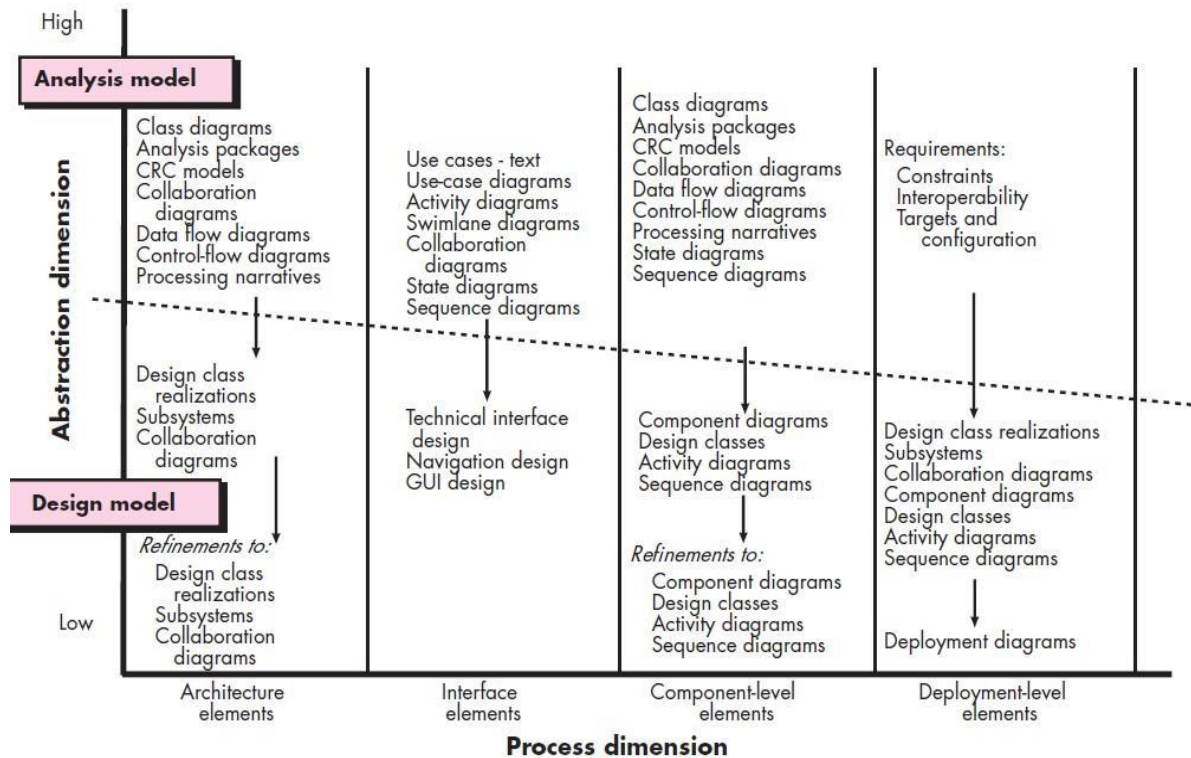 High
Analysis model
Abstraction dimension
Class diagrams
Analysis packages
CRC models
Collaboration
diagrams
Data flow diagrams
Control-flow diagrams
Processing narratives
Design class
realizations
Subsystems
Collaboration
diagrams
Design model
Refinements to:
Design class
realizations
Subsystems
Collaboration
diagrams
Low
Use cases - text
Use-case diagrams
Activity diagrams
Swimlane diagrams
Collaboration
diagrams
State diagrams
Sequence diagrams
Technical interface
design
Navigation design
GUI design
Class diagrams
Analysis packages
CRC models
Collaboration diagrams
Data flow diagrams
Control-flow diagrams
Processing narratives
State diagrams
Sequence diagrams
Component diagrams
Design classes
Activity diagrams
Sequence diagrams
Refinements to:
Component diagrams
Design classes
Activity diagrams
Sequence diagrams
Requirements:
Constraints
Interoperability
Targets and
configuration
Design class realizations
Subsystems
Collaboration diagrams
Component diagrams
Design classes
Activity diagrams
Sequence diagrams
Deployment diagrams
Architecture
elements
Interface
elements
Component-level
elements
Deployment-level
elements
Process dimension